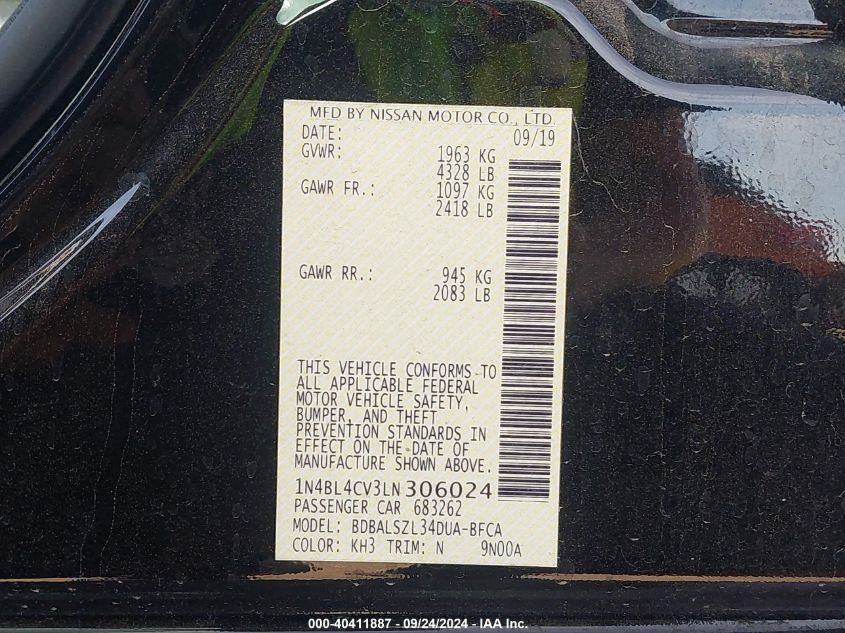 MFD BY NISSAN MOTOR CO., LTD.
DATE: 09/19
GVWR: 1963 KG
4328 LB
GAWR FR.: 1097 KG
2418 LB
GAWR RR.: 945 KG
2083 LB
THIS VEHICLE CONFORMS TO
ALL APPLICABLE FEDERAL
MOTOR VEHICLE SAFETY,
BUMPER, AND THEFT
PREVENTION STANDARDS IN
EFFECT ON THE DATE OF
MANUFACTURE SHOWN ABOVE.
1N4BL4CV3LN306024
PASSENGER CAR 683262
MODEL: BDBALSZL34DUA-BFCA
COLOR: KH3 TRIM: N 9N00A
000-40411887 - 09/24/2024 - IAA Inc.